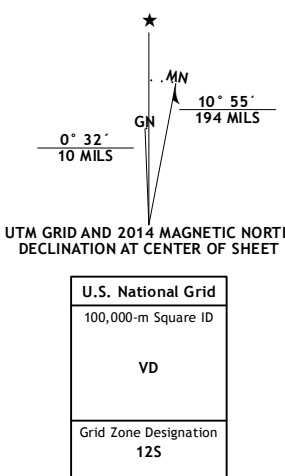 ★
MN
GN
10° 55´
194 MILS
0° 32´
10 MILS
UTM GRID AND 2014 MAGNETIC NORTH
DECLINATION AT CENTER OF SHEET
U.S. National Grid
100,000-m Square ID
VD
Grid Zone Designation
12S